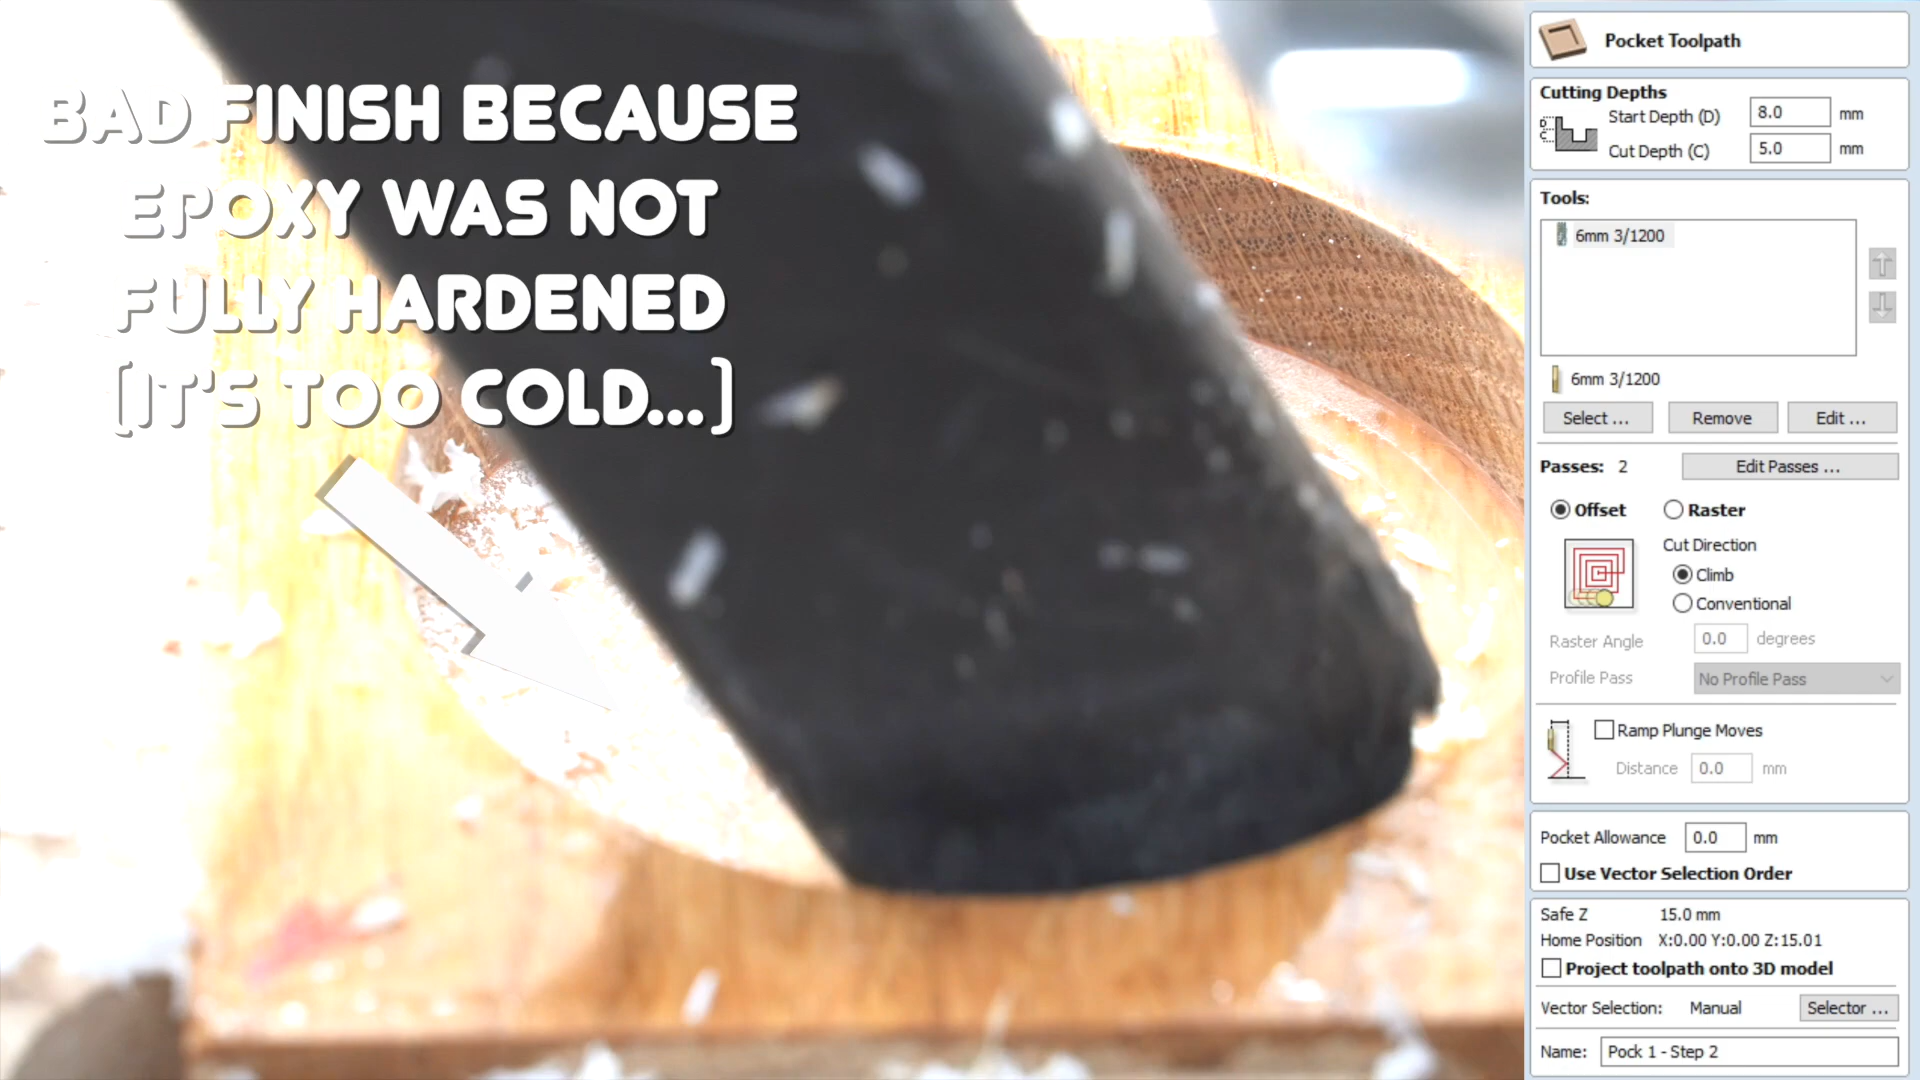 BAD FINISH BECAUSE
EPOXY WAS NOT
FULLY HARDENED
(IT'S TOO COLD...)
Pocket Toolpath
Cutting Depths
Start Depth (D) 8.0 mm
Cut Depth (C) 5.0 mm
D
C
Tools:
6mm 3/1200
6mm 3/1200
Select ... Remove Edit ...
Passes: 2 Edit Passes ...
Offset Raster
Cut Direction
Climb
Conventional
Raster Angle 0.0 degrees
Profile Pass No Profile Pass
Ramp Plunge Moves
Distance 0.0 mm
Pocket Allowance 0.0 mm
Use Vector Selection Order
Safe Z 15.0 mm
Home Position X:0.00 Y:0.00 Z:15.01
Project toolpath onto 3D model
Vector Selection: Manual Selector ...
Name: Pock 1 - Step 2